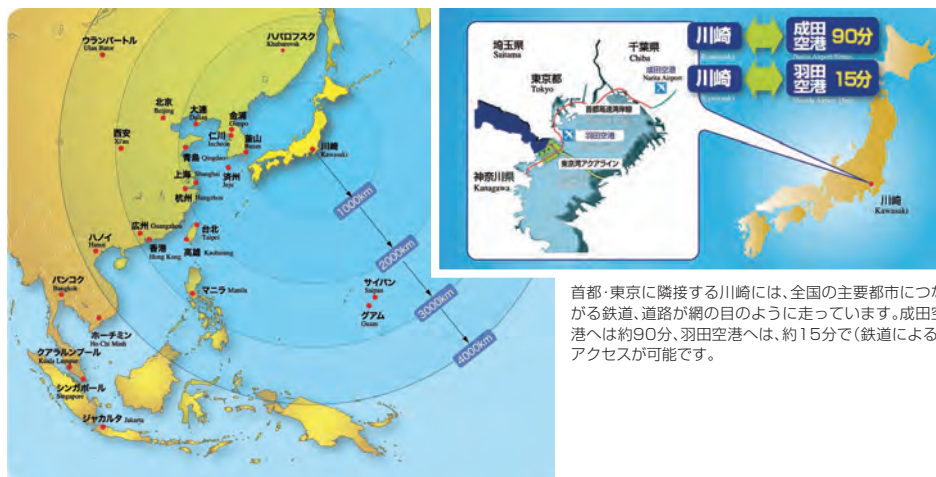 ウランバートル
Ulan Bator
ハバロフスク
Khabarovsk
北京
Beijing
大連
Dalian
金浦
Gimpo
西安
Xi'an
仁川
Incheon
釜山
Busan
川崎
Kawasaki
青島 Qingdao
済州
Jeju
上海 Shanghai
杭州 Hangzhou
1000km
広州 Guangzhou
台北
Taipei
ハノイ
Hanoi
香港
Hong Kong
高雄 Kaohsiung
2000km
バンコク
Bangkok
マニラ Manila
サイパン
Saipan
3000km
グアム
Guam
ホーチミン
Ho Chi Minh
4000km
クアラルンプール
Kuala Lumpur
シンガポール
Singapore
ジャカルタ Jakarta
埼玉県
Saitama
千葉県
Chiba
成田空港
Narita Airport
東京都
Tokyo
首都高速湾岸線
羽田空港
東京湾アクアライン
神奈川県
Kanagawa
川崎
成田
空港
90分
川崎
羽田
空港
15分
川崎
Kawasaki
首都・東京に隣接する川崎には、全国の主要都市につな
がる鉄道、道路が網の目のように走っています。成田空
港へは約90分、羽田空港へは、約15分で(鉄道による
アクセスが可能です。